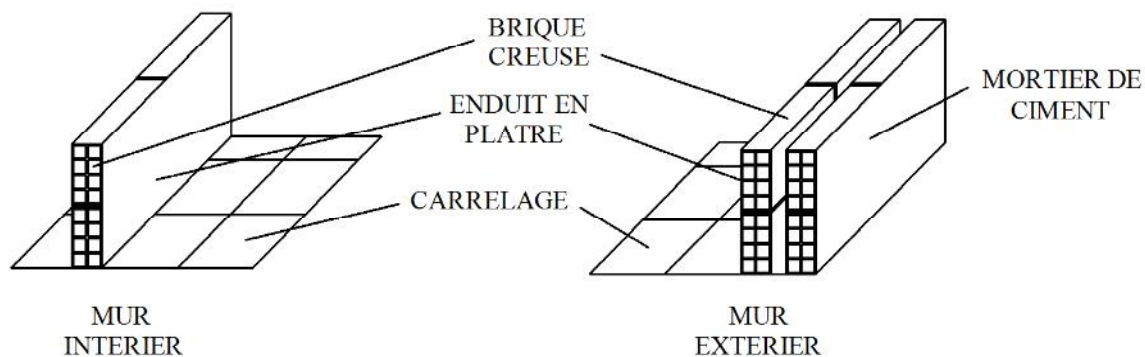 BRIQUE
CREUSE
ENDUIT EN
PLATRE
CARRELAGE
MORTIER DE
CIMENT
MUR
INTERIER
MUR
EXTERIER